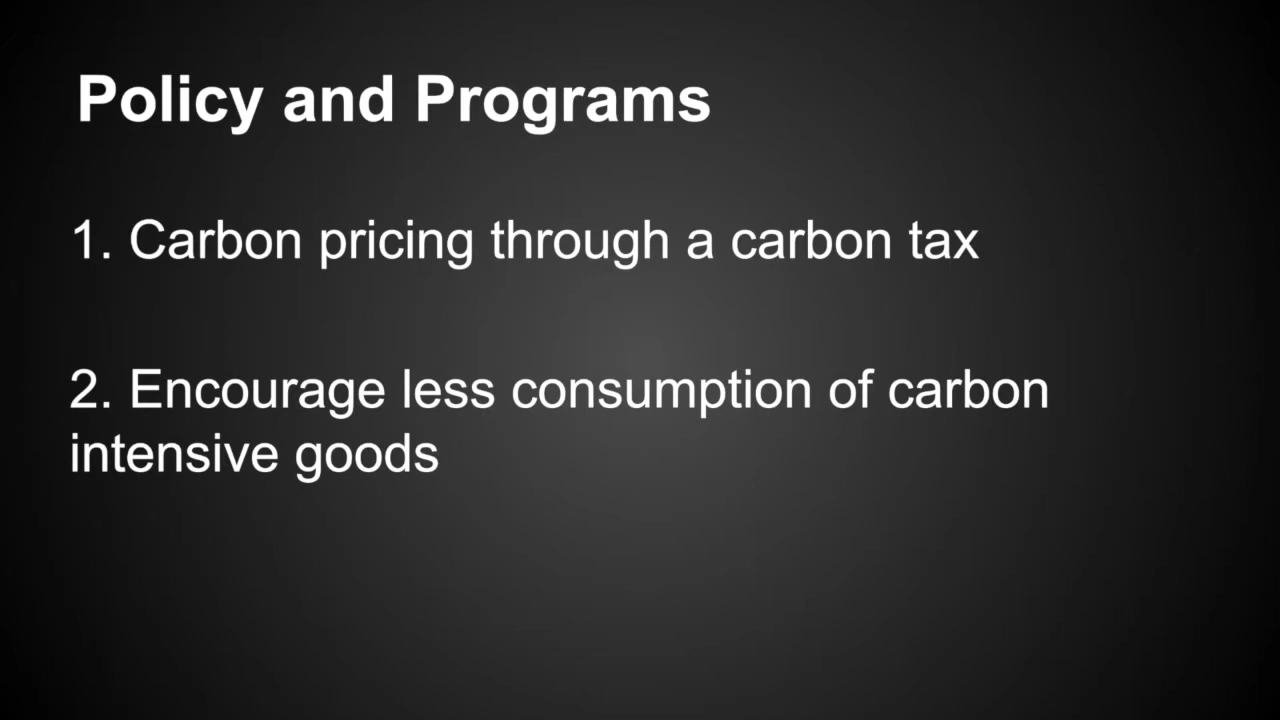 Policy and Programs
1. Carbon pricing through a carbon tax
2. Encourage less consumption of carbon
intensive goods